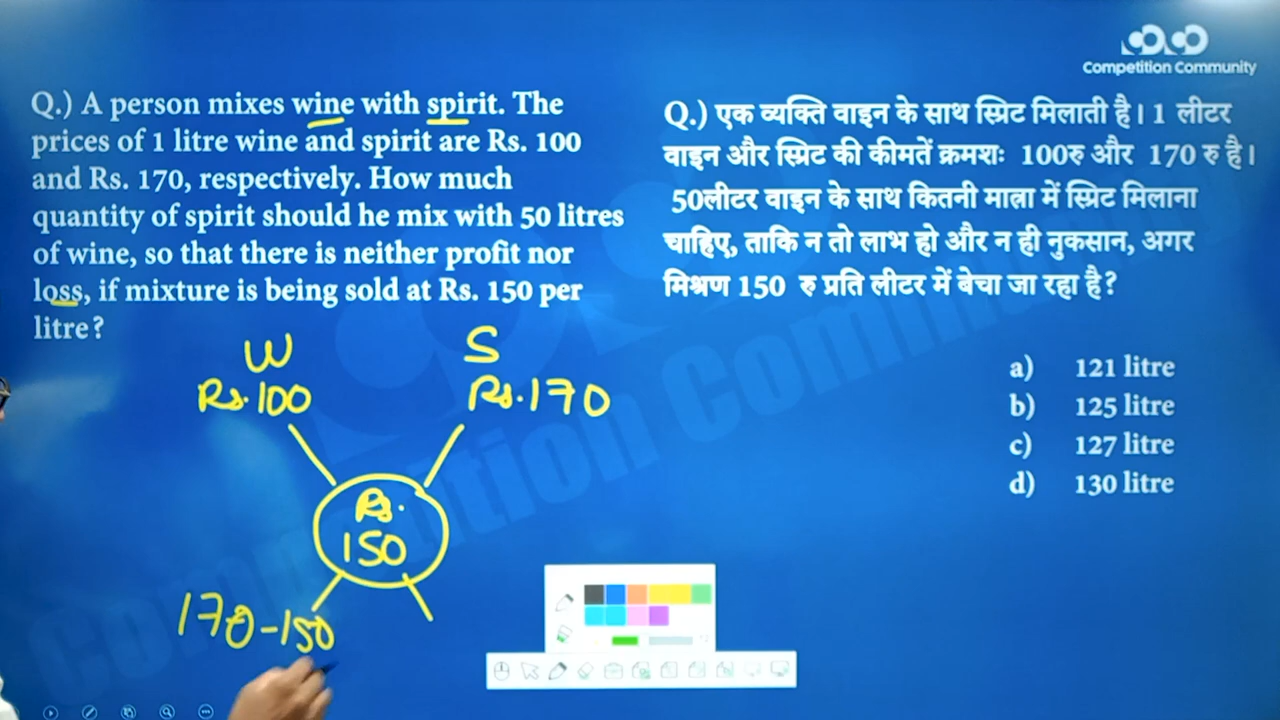 Competition Community
Q.) A person mixes wine with spirit. The
prices of 1 litre wine and spirit are Rs. 100
and Rs. 170, respectively. How much
quantity of spirit should he mix with 50 litres
of wine, so that there is neither profit nor
loss, if mixture is being sold at Rs. 150 per
litre?
Q.) एक व्यक्ति वाइन के साथ स्प्रिट मिलाती है। 1 लीटर
वाइन और स्प्रिट की कीमतें क्रमशः 100रु और 170 रु है।
50लीटर वाइन के साथ कितनी मात्रा में स्प्रिट मिलाना
चाहिए, ताकि न तो लाभ हो और न ही नुकसान, अगर
मिश्रण 150 रु प्रति लीटर में बेचा जा रहा है?
a) 121 litre
b) 125 litre
c) 127 litre
d) 130 litre
W S
Rs. 100 Rs. 170
Rs.
150
170-150
Competition Community